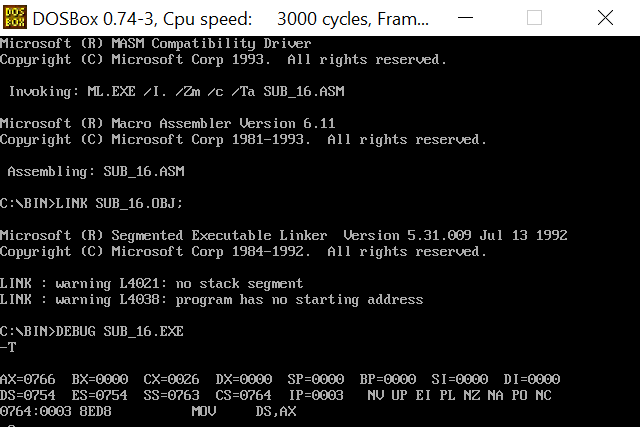 DOS
BOX
DOSBox 0.74-3, Cpu speed: 3000 cycles, Fram...
Microsoft (R) MASM Compatibility Driver
Copyright (C) Microsoft Corp 1993.  All rights reserved.
Invoking: ML.EXE /I. /Zm /c /Ta SUB_16.ASM
Microsoft (R) Macro Assembler Version 6.11
Copyright (C) Microsoft Corp 1981-1993.  All rights reserved.
Assembling: SUB_16.ASM
C:\BIN>LINK SUB_16.OBJ;
Microsoft (R) Segmented Executable Linker  Version 5.31.009 Jul 13 1992
Copyright (C) Microsoft Corp 1984-1992.  All rights reserved.
LINK : warning L4021: no stack segment
LINK : warning L4038: program has no starting address
C:\BIN>DEBUG SUB_16.EXE
-T
AX=0766  BX=0000  CX=0026  DX=0000  SP=0000  BP=0000  SI=0000  DI=0000
DS=0754  ES=0754  SS=0763  CS=0764  IP=0003   NV UP EI PL NZ NA PO NC
0764:0003 8ED8          MOV     DS,AX